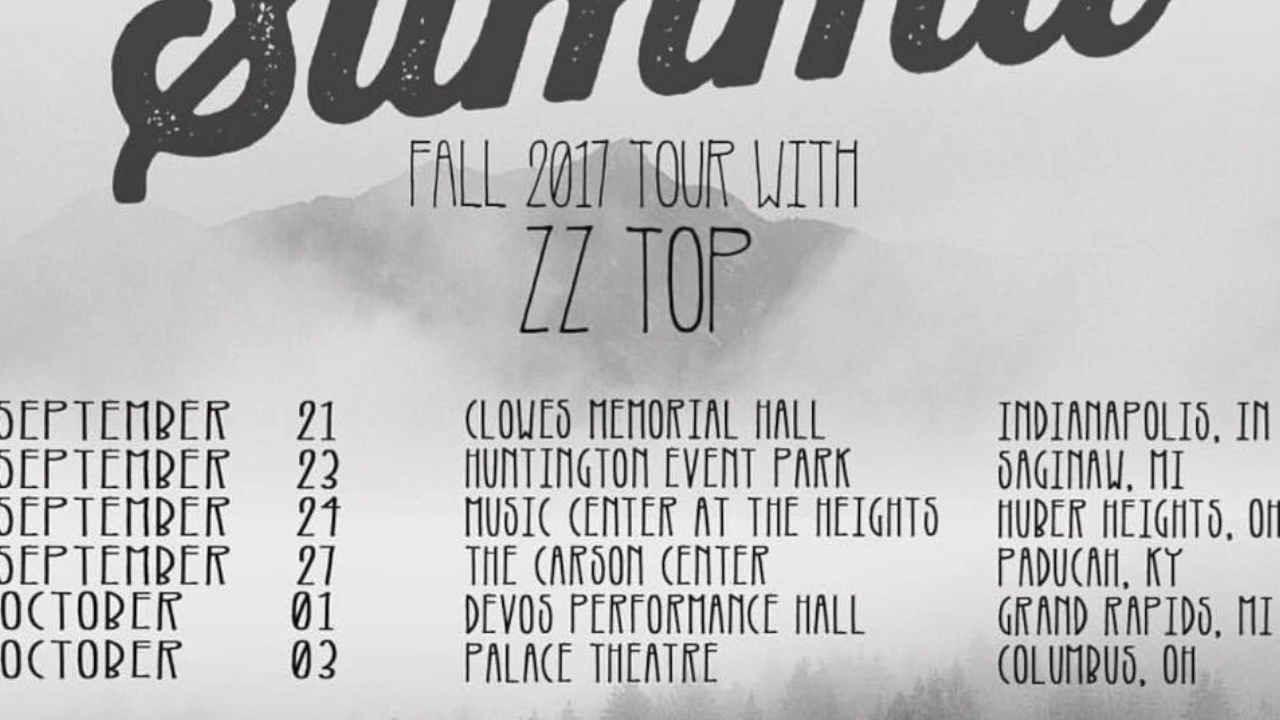 FALL 2017 TOUR WITH
ZZ TOP
SEPTEMBER 21 CLOWES MEMORIAL HALL INDIANAPOLIS, IN
SEPTEMBER 23 HUNTINGTON EVENT PARK SAGINAW, MI
SEPTEMBER 24 MUSIC CENTER AT THE HEIGHTS HUBER HEIGHTS, OH
SEPTEMBER 27 THE CARSON CENTER PADUCAH, KY
OCTOBER 01 DEVOS PERFORMANCE HALL GRAND RAPIDS, MI
OCTOBER 03 PALACE THEATRE COLUMBUS, OH